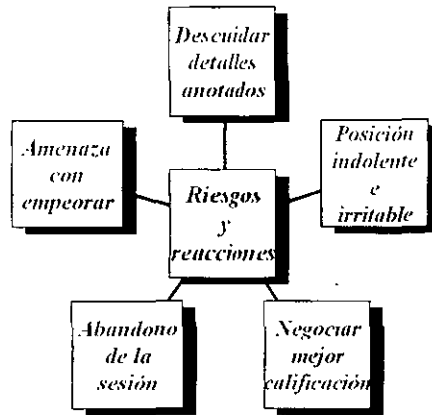 Descuidar
detalles
anotados
Amenaza
con
empeorar
Posición
indolente
e
irritable
Riesgos
y
reacciones
Abandono
de la
sesión
Negociar
mejor
calificación